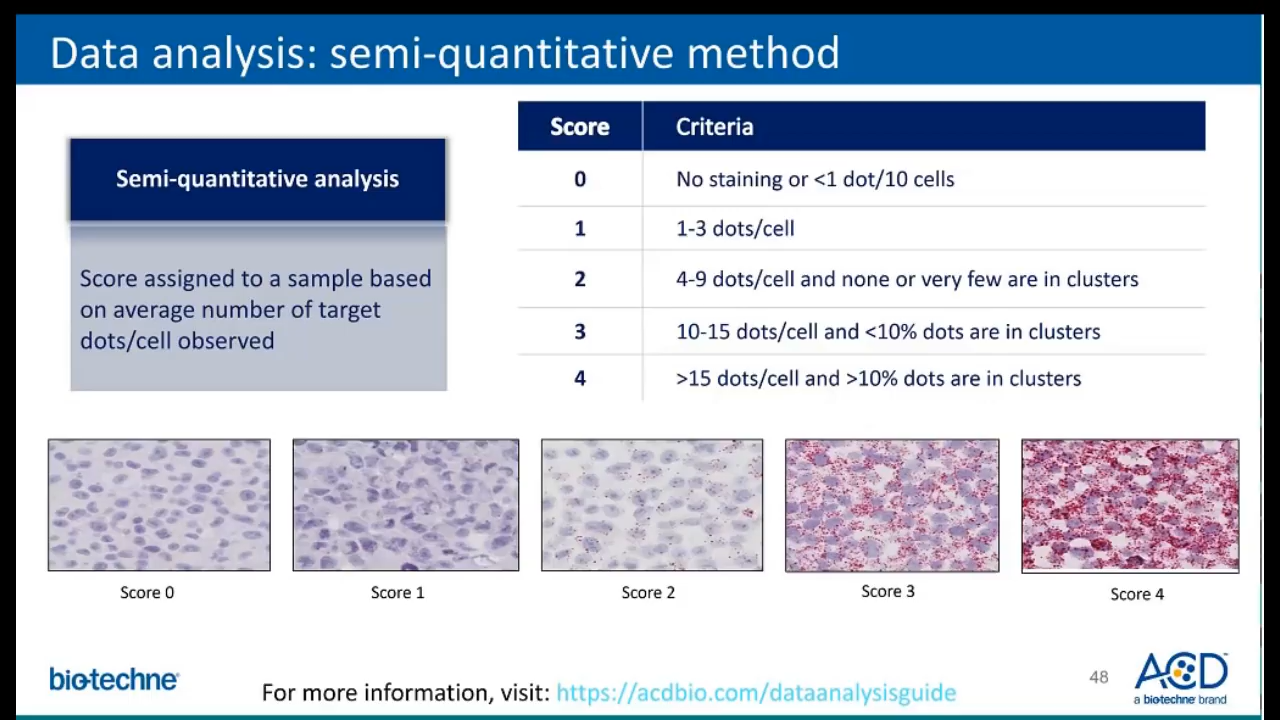 Data analysis: semi-quantitative method
Semi-quantitative analysis
Score assigned to a sample based
on average number of target
dots/cell observed
Score Criteria
0 No staining or <1 dot/10 cells
1 1-3 dots/cell
2 4-9 dots/cell and none or very few are in clusters
3 10-15 dots/cell and <10% dots are in clusters
4 >15 dots/cell and >10% dots are in clusters
Score 0
Score 1
Score 2
Score 3
Score 4
bio-techne®
For more information, visit: https://acdbio.com/dataanalysisguide
48
ACD
a biotechne brand